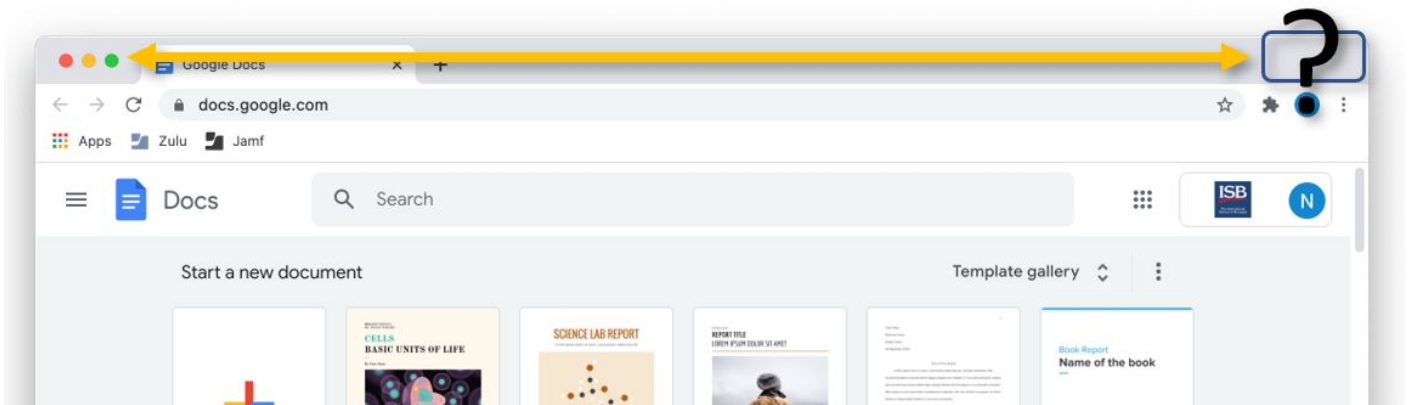 ?
Google Docs × +
docs.google.com
Apps Zulu Jamf
Docs Search ISB N
Start a new document Template gallery
CELLS
BASIC UNITS OF LIFE
SCIENCE LAB REPORT
REPORT TITLE
LOREM IPSUM DOLOR SIT AMET
Book Report
Name of the book